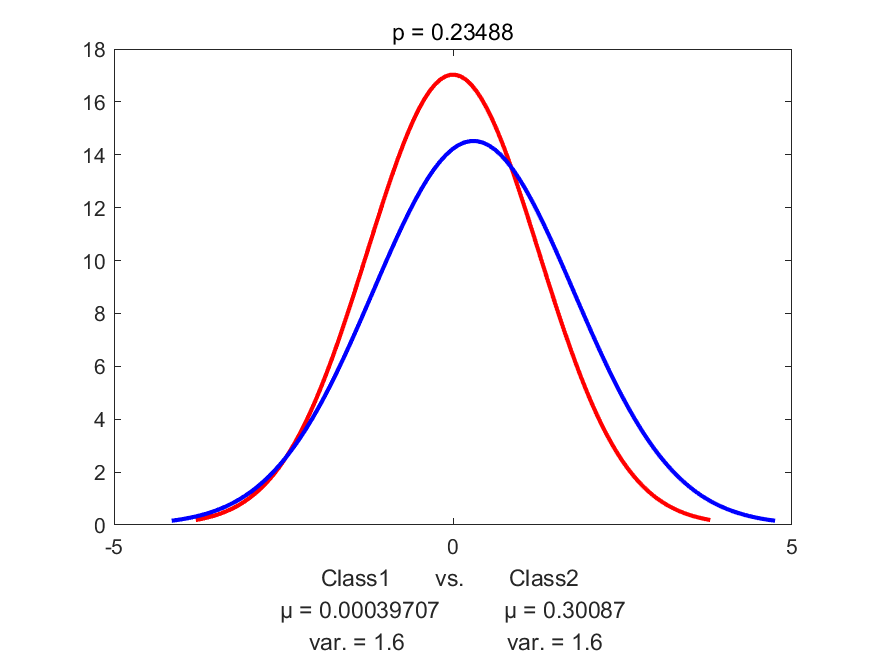 p = 0.23488
18
16
14
12
10
8
6
4
2
0
-5 0 5
Class1 vs. Class2
μ = 0.00039707 μ = 0.30087
var. = 1.6 var. = 1.6